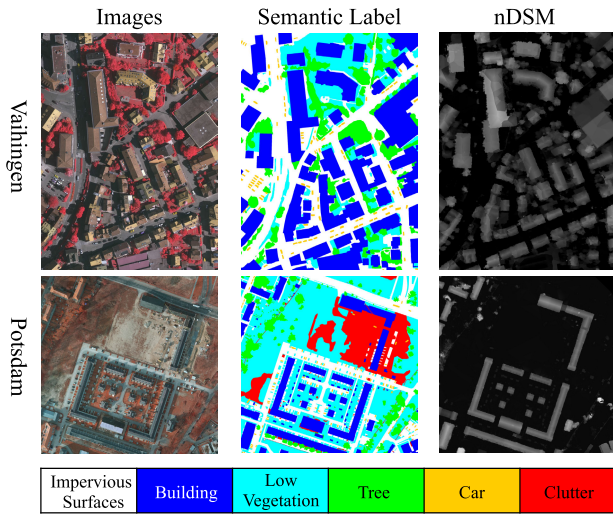 Images Semantic Label nDSM
Vaihingen
Potsdam
Impervious Surfaces Building Low Vegetation Tree Car Clutter